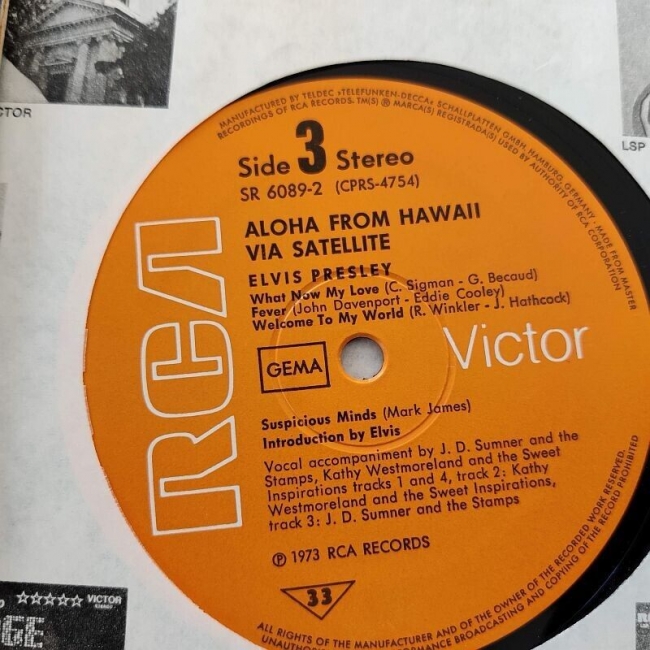 CTOR
LSP
MANUFACTURED BY TELDEC »TELEFUNKEN-DECCA« SCHALLPLATTEN GMBH, HAMBURG, GERMANY · MADE FROM MASTER
RECORDINGS OF RCA RECORDS. TM(S) ® MARCA(S) REGISTRADA(S) USED BY AUTHORITY OF RCA CORPORATION
Side 3 Stereo
SR 6089-2 (CPRS-4754)
ALOHA FROM HAWAII
VIA SATELLITE
ELVIS PRESLEY
What Now My Love (C. Sigman - G. Becaud)
Fever (John Davenport - Eddie Cooley)
Welcome To My World (R. Winkler - J. Hathcock)
RCA
GEMA
Victor
Suspicious Minds (Mark James)
Introduction by Elvis
Vocal accompaniment by J. D. Sumner and the
Stamps, Kathy Westmoreland and the Sweet
Inspirations tracks 1 and 4, track 2: Kathy
Westmoreland and the Sweet Inspirations,
track 3: J. D. Sumner and the Stamps
℗ 1973 RCA RECORDS
33
ALL RIGHTS OF THE MANUFACTURER AND OF THE OWNER OF THE RECORDED WORK RESERVED.
PERFORMANCE BROADCASTING AND COPYING OF THIS RECORD PROHIBITED
VICTOR